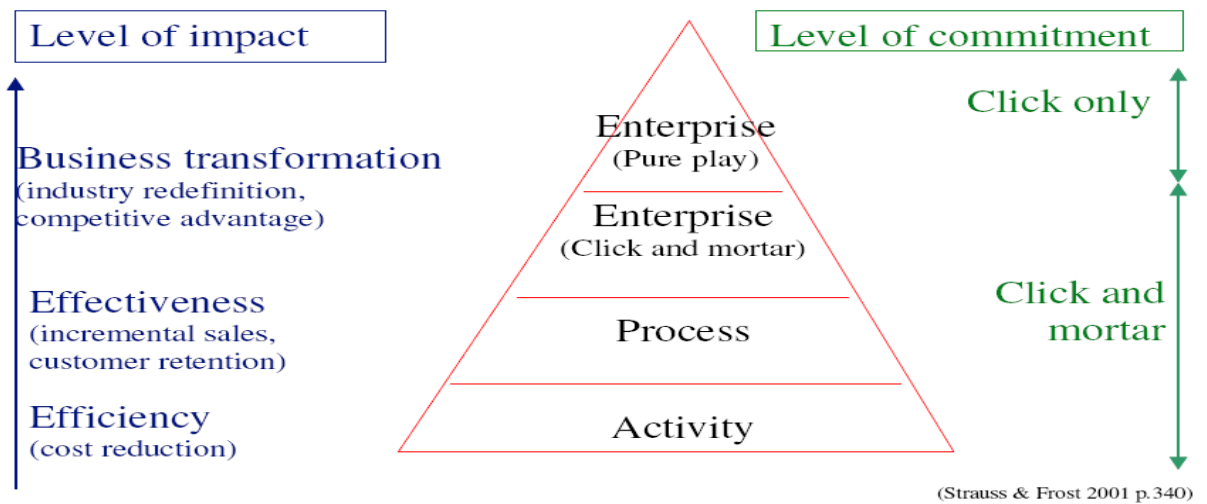 Level of impact
Level of commitment
Click only
Enterprise
(Pure play)
Business transformation
(industry redefinition,
competitive advantage)
Enterprise
(Click and mortar)
Effectiveness
(incremental sales,
customer retention)
Click and
mortar
Process
Efficiency
(cost reduction)
Activity
(Strauss & Frost 2001 p.340)